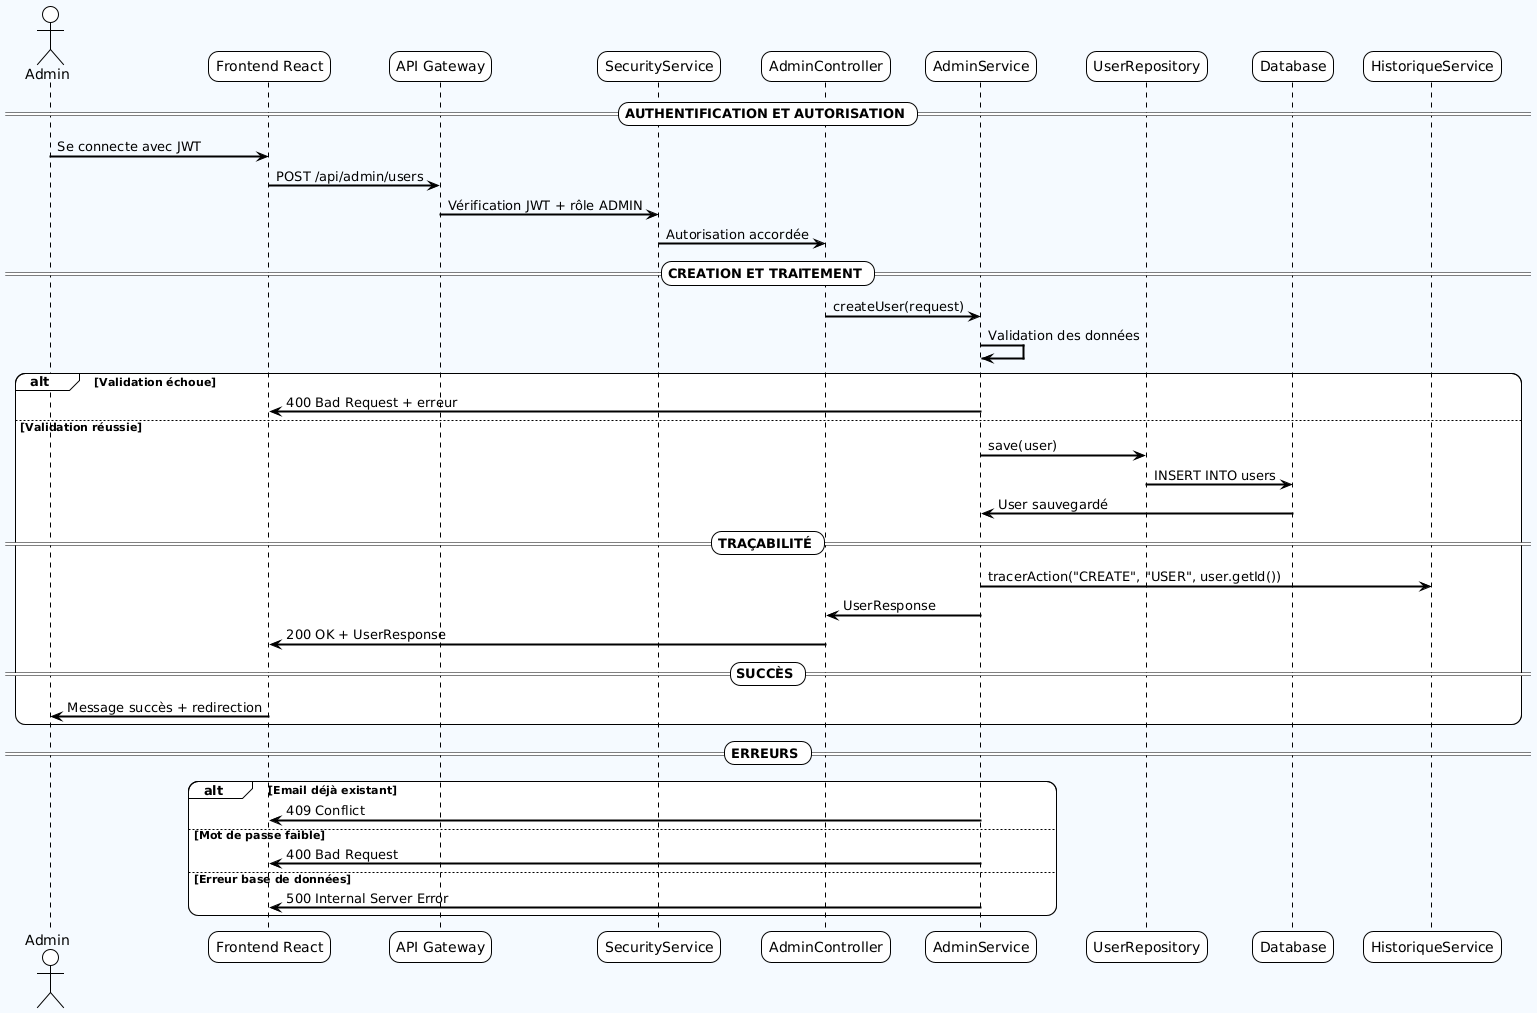 Admin
Frontend React
API Gateway
SecurityService
AdminController
AdminService
UserRepository
Database
HistoriqueService
AUTHENTIFICATION ET AUTORISATION
Se connecte avec JWT
POST /api/admin/users
Vérification JWT + rôle ADMIN
Autorisation accordée
CREATION ET TRAITEMENT
createUser(request)
Validation des données
alt [Validation échoue]
400 Bad Request + erreur
[Validation réussie]
save(user)
INSERT INTO users
User sauvegardé
TRAÇABILITÉ
tracerAction("CREATE", "USER", user.getId())
UserResponse
200 OK + UserResponse
SUCCÈS
Message succès + redirection
ERREURS
alt [Email déjà existant]
409 Conflict
[Mot de passe faible]
400 Bad Request
[Erreur base de données]
500 Internal Server Error
Admin
Frontend React
API Gateway
SecurityService
AdminController
AdminService
UserRepository
Database
HistoriqueService